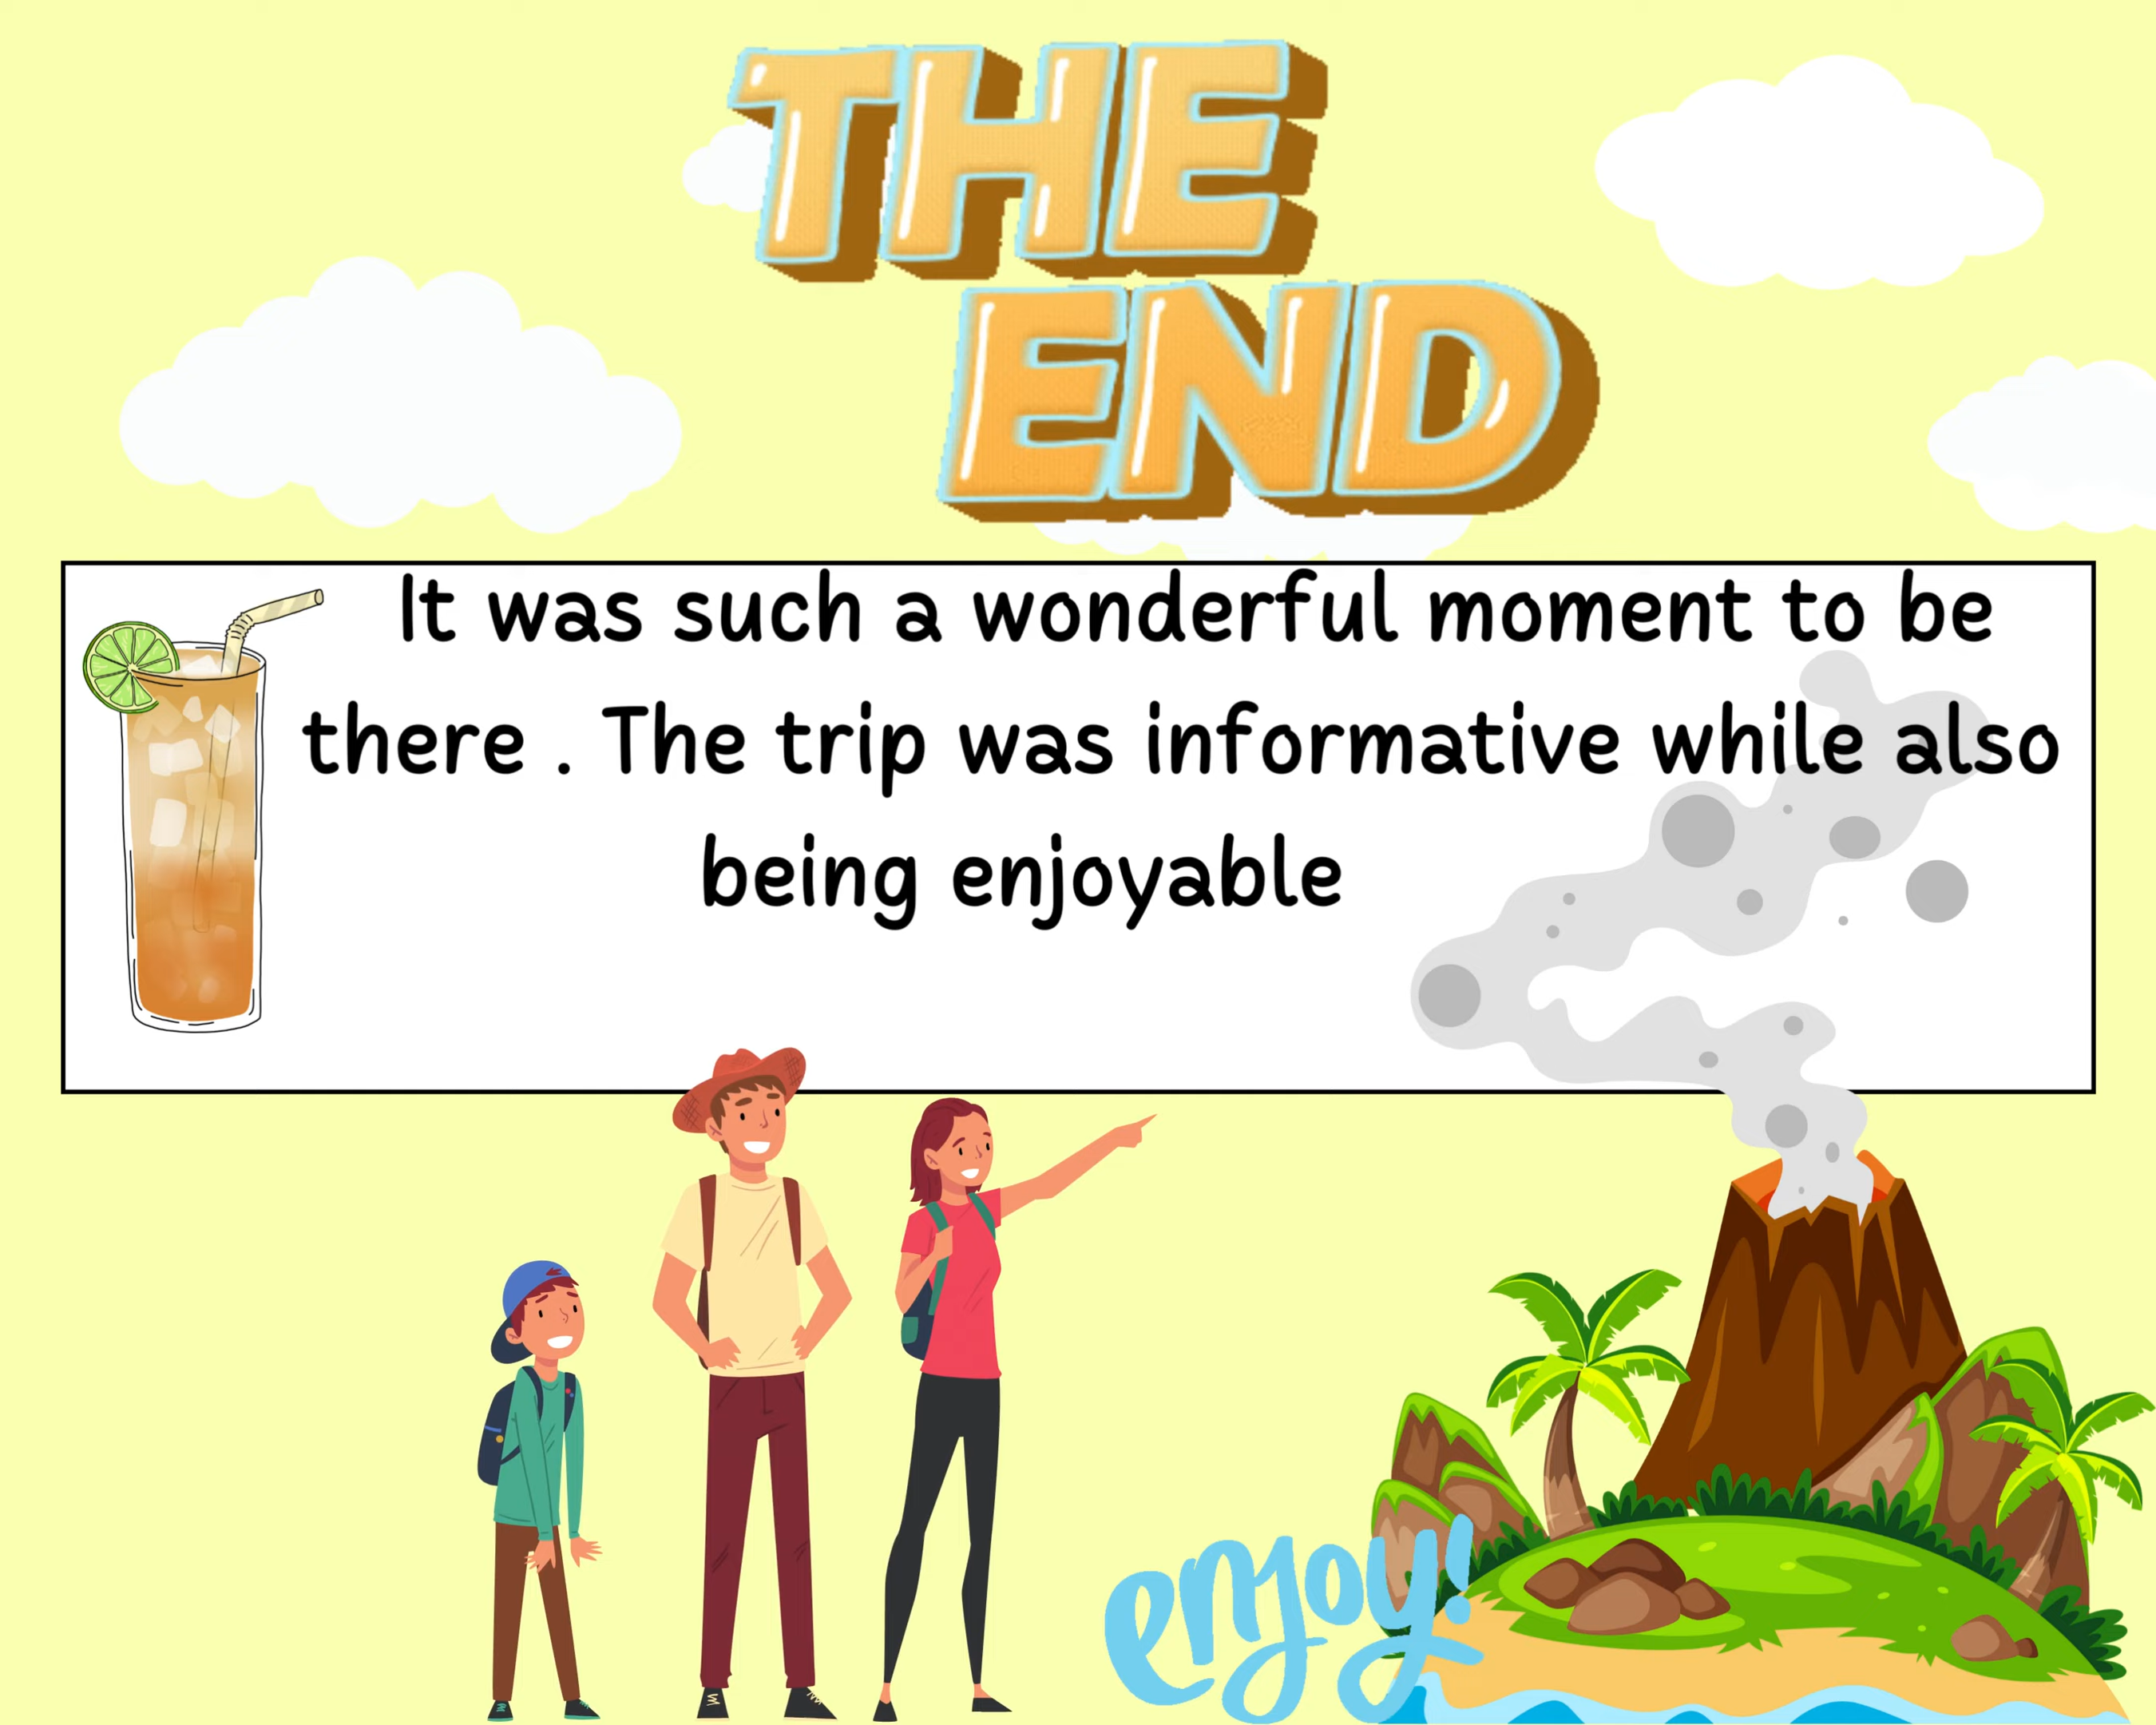 THE
END
It was such a wonderful moment to be
there . The trip was informative while also
being enjoyable
enjoy!